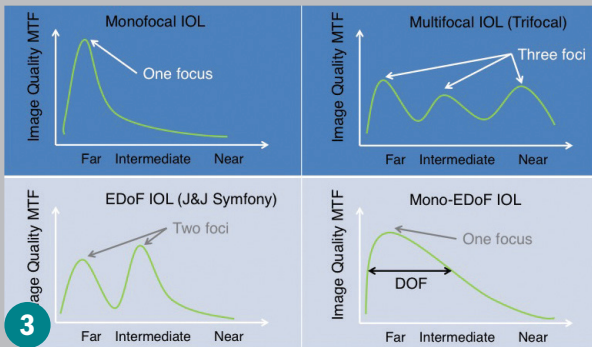 Monofocal IOL
Image Quality MTF
One focus
Far Intermediate Near
Multifocal IOL (Trifocal)
Image Quality MTF
Three foci
Far Intermediate Near
EDoF IOL (J&J Symfony)
Image Quality MTF
Two foci
Far Intermediate Near
Mono-EDoF IOL
Image Quality MTF
One focus
DOF
Far Intermediate Near
3